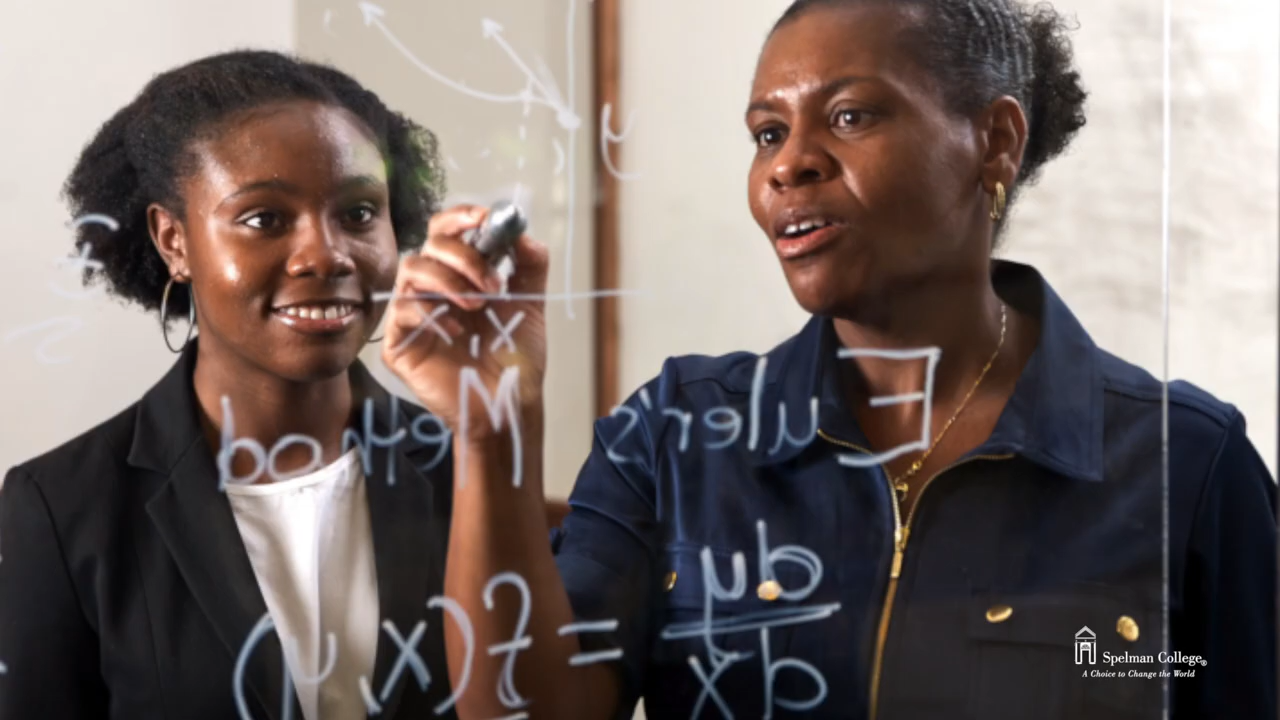 y
x, x
Euler's Method
dy/dx = f(x,y)
Spelman College®
A Choice to Change the World